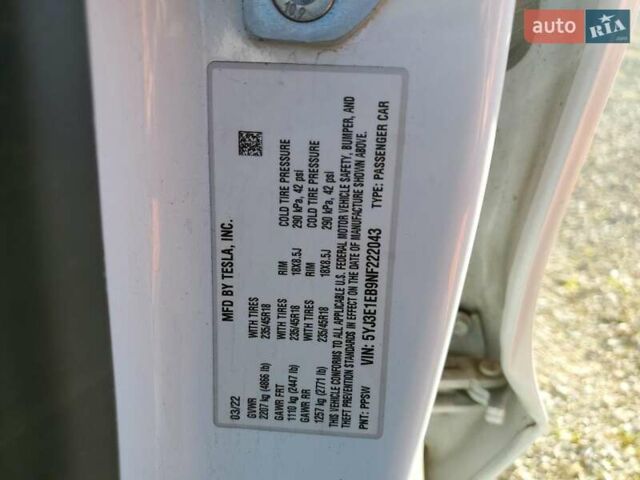 auto RIA.com
102
MFD BY TESLA, INC.
03/22
GVWR WITH TIRES RIM COLD TIRE PRESSURE
2207 kg (4866 lb) 235/45R18 18X8.5J 290 kPa, 42 psi
GAWR FRT WITH TIRES RIM COLD TIRE PRESSURE
1110 kg (2447 lb) 235/45R18 18X8.5J 290 kPa, 42 psi
GAWR RR
1257 kg (2771 lb) 235/45R18
THIS VEHICLE CONFORMS TO ALL APPLICABLE U.S. FEDERAL MOTOR VEHICLE SAFETY, BUMPER, AND
THEFT PREVENTION STANDARDS IN EFFECT ON THE DATE OF MANUFACTURE SHOWN ABOVE.
VIN: 5YJ3E1EB9NF222043 TYPE: PASSENGER CAR
PNT: PPSW